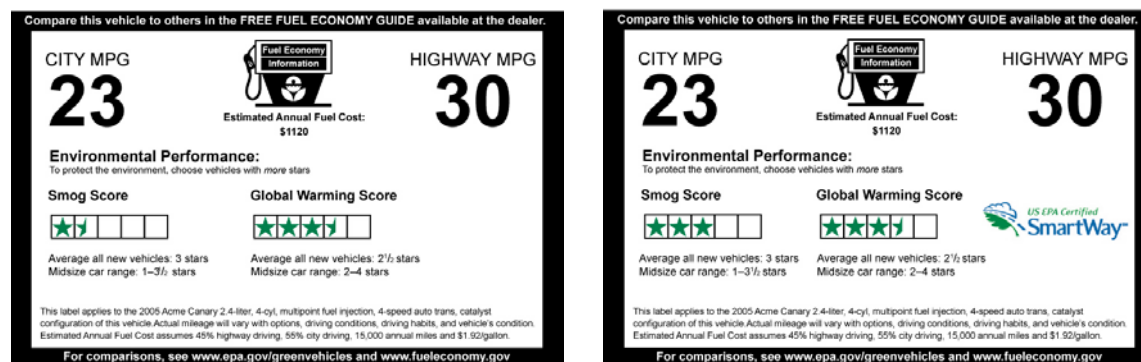 Compare this vehicle to others in the FREE FUEL ECONOMY GUIDE available at the dealer.
CITY MPG
23
Fuel Economy
Information
Estimated Annual Fuel Cost:
$1120
HIGHWAY MPG
30
Environmental Performance:
To protect the environment, choose vehicles with more stars
Smog Score
Global Warming Score
Average all new vehicles: 3 stars
Midsize car range: 1–3½ stars
Average all new vehicles: 2½ stars
Midsize car range: 2–4 stars
This label applies to the 2005 Acme Canary 2.4-liter, 4-cyl, multipoint fuel injection, 4-speed auto trans, catalyst
configuration of this vehicle.Actual mileage will vary with options, driving conditions, driving habits, and vehicle's condition.
Estimated Annual Fuel Cost assumes 45% highway driving, 55% city driving, 15,000 annual miles and $1.92/gallon.
For comparisons, see www.epa.gov/greenvehicles and www.fueleconomy.gov
Compare this vehicle to others in the FREE FUEL ECONOMY GUIDE available at the dealer.
CITY MPG
23
Fuel Economy
Information
Estimated Annual Fuel Cost:
$1120
HIGHWAY MPG
30
Environmental Performance:
To protect the environment, choose vehicles with more stars
Smog Score
Global Warming Score
US EPA Certified
SmartWay℠
Average all new vehicles: 3 stars
Midsize car range: 1–3½ stars
Average all new vehicles: 2½ stars
Midsize car range: 2–4 stars
This label applies to the 2005 Acme Canary 2.4-liter, 4-cyl, multipoint fuel injection, 4-speed auto trans, catalyst
configuration of this vehicle.Actual mileage will vary with options, driving conditions, driving habits, and vehicle's condition.
Estimated Annual Fuel Cost assumes 45% highway driving, 55% city driving, 15,000 annual miles and $1.92/gallon.
For comparisons, see www.epa.gov/greenvehicles and www.fueleconomy.gov